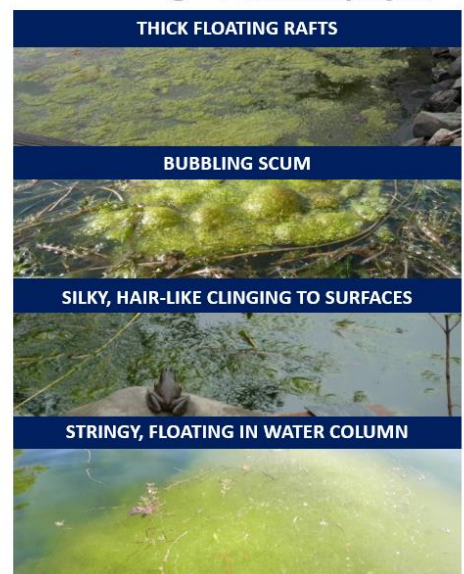 THICK FLOATING RAFTS
BUBBLING SCUM
SILKY, HAIR-LIKE CLINGING TO SURFACES
STRINGY, FLOATING IN WATER COLUMN